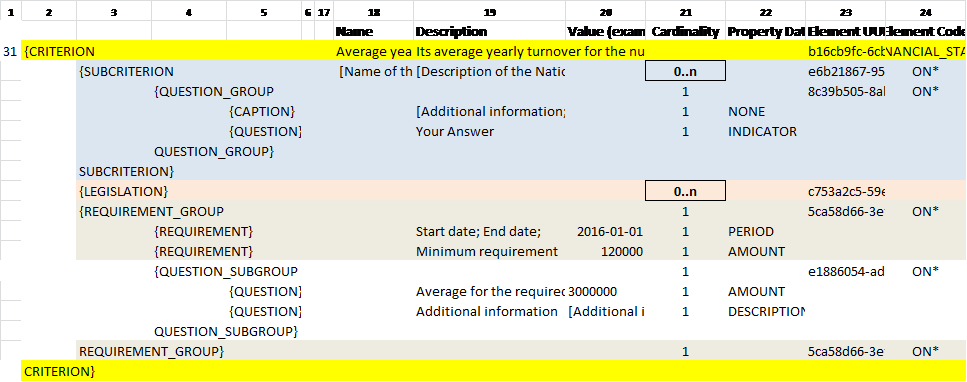 1 2 3 4 5 6 17 18 19 20 21 22 23 24
Name Description Value (exam Cardinality Property Dat Element UU Element Code
31 {CRITERION Average yea Its average yearly turnover for the nu b16cb9fc-6cb NANCIAL_STA
{SUBCRITERION [Name of th [Description of the Natio 0..n e6b21867-95 ON*
{QUESTION_GROUP 1 8c39b505-8al ON*
{CAPTION} [Additional information; 1 NONE
{QUESTION} Your Answer 1 INDICATOR
QUESTION_GROUP}
SUBCRITERION}
{LEGISLATION} 0..n c753a2c5-59e
{REQUIREMENT_GROUP 1 5ca58d66-3e ON*
{REQUIREMENT} Start date; End date; 2016-01-01 1 PERIOD
{REQUIREMENT} Minimum requirement 120000 1 AMOUNT
{QUESTION_SUBGROUP 1 e1886054-ad ON*
{QUESTION} Average for the required 3000000 1 AMOUNT
{QUESTION} Additional information [Additional i 1 DESCRIPTION
QUESTION_SUBGROUP}
REQUIREMENT_GROUP} 1 5ca58d66-3e ON*
CRITERION}